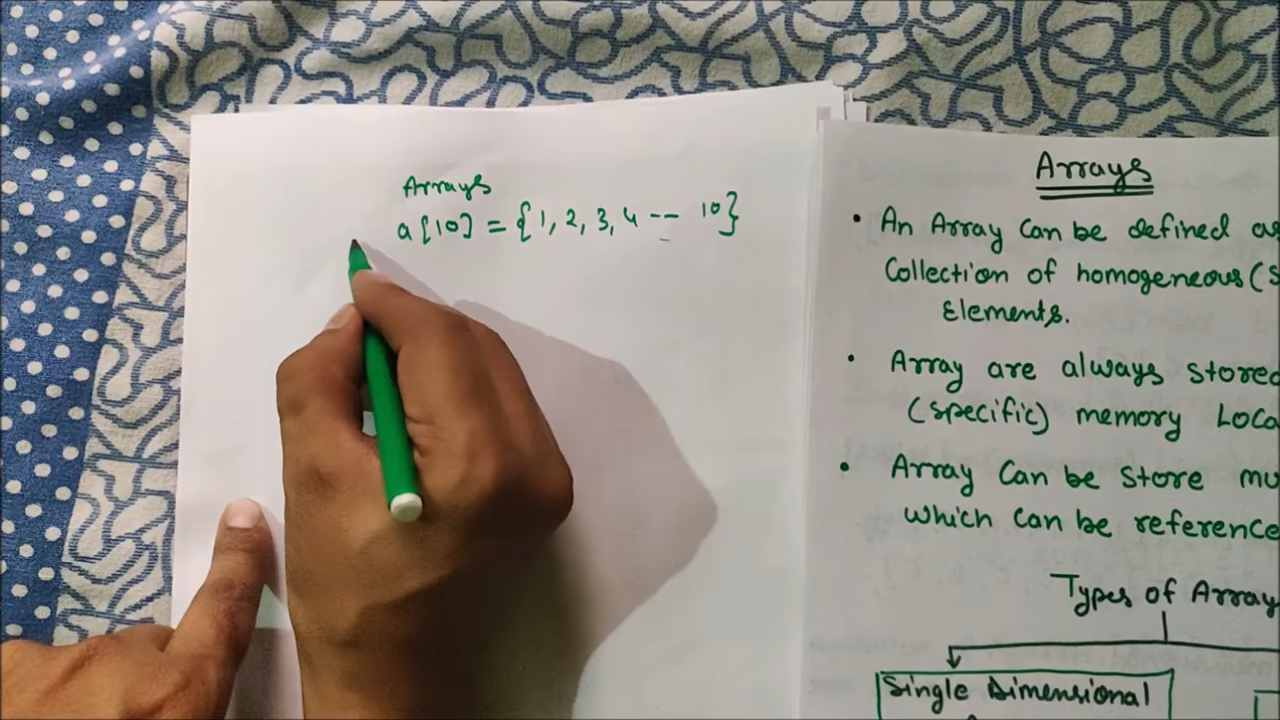 Arrays
a[10] = {1, 2, 3, 4 -- 10}
Arrays
• An Array Can be defined as
Collection of homogeneous (S
Elements.
• Array are always stored
(specific) memory Loca
• Array Can be Store mu
which can be reference
Types of Array
Single Dimensional